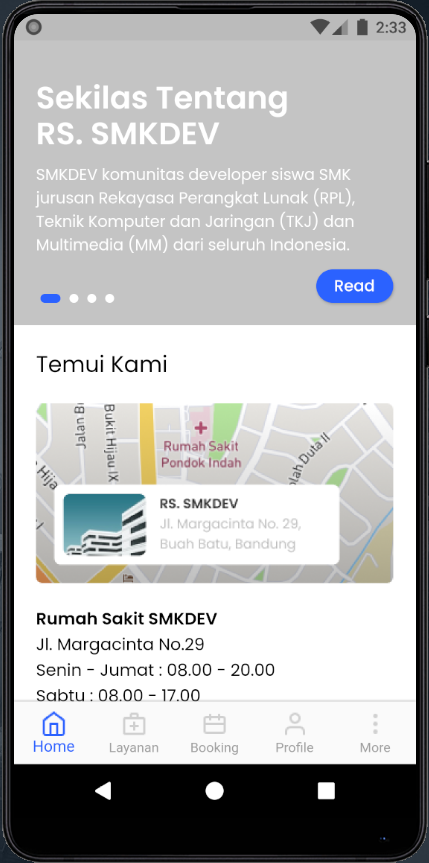 2:33
Sekilas Tentang
RS. SMKDEV
SMKDEV komunitas developer siswa SMK
jurusan Rekayasa Perangkat Lunak (RPL),
Teknik Komputer dan Jaringan (TKJ) dan
Multimedia (MM) dari seluruh Indonesia.
Read
Temui Kami
Jalan Bu
Bukit Hijau IX
Rumah Sakit
Pondok Indah
olah Duta II
Hija
RS. SMKDEV
Jl. Margacinta No. 29,
Buah Batu, Bandung
Rumah Sakit SMKDEV
Jl. Margacinta No.29
Senin - Jumat : 08.00 - 20.00
Sabtu : 08.00 - 17.00
Home
Layanan
Booking
Profile
More